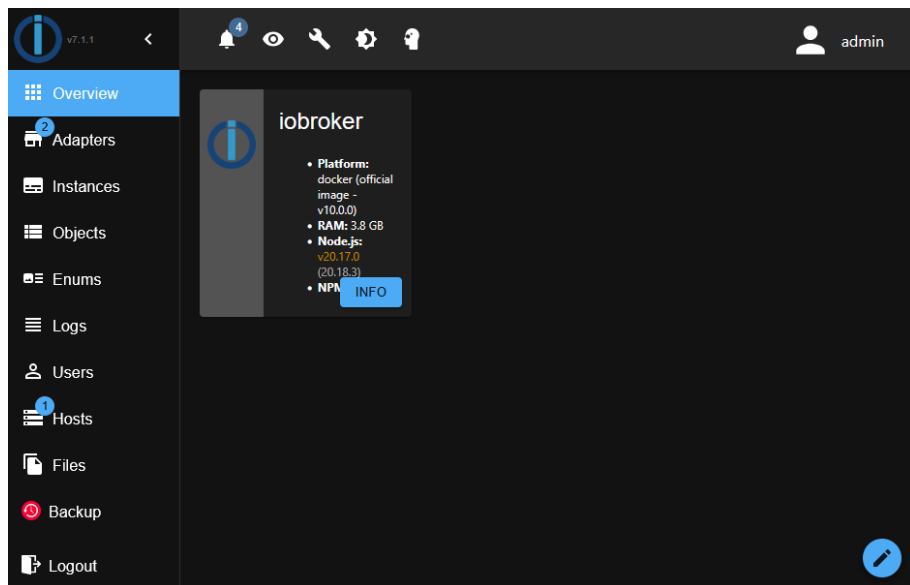 v7.1.1
4
admin
Overview
2
Adapters
Instances
Objects
Enums
Logs
Users
1
Hosts
Files
Backup
Logout
iobroker
Platform:
docker (official
image -
v10.0.0)
RAM: 3.8 GB
Node.js:
v20.17.0
(20.18.3)
NPM
INFO